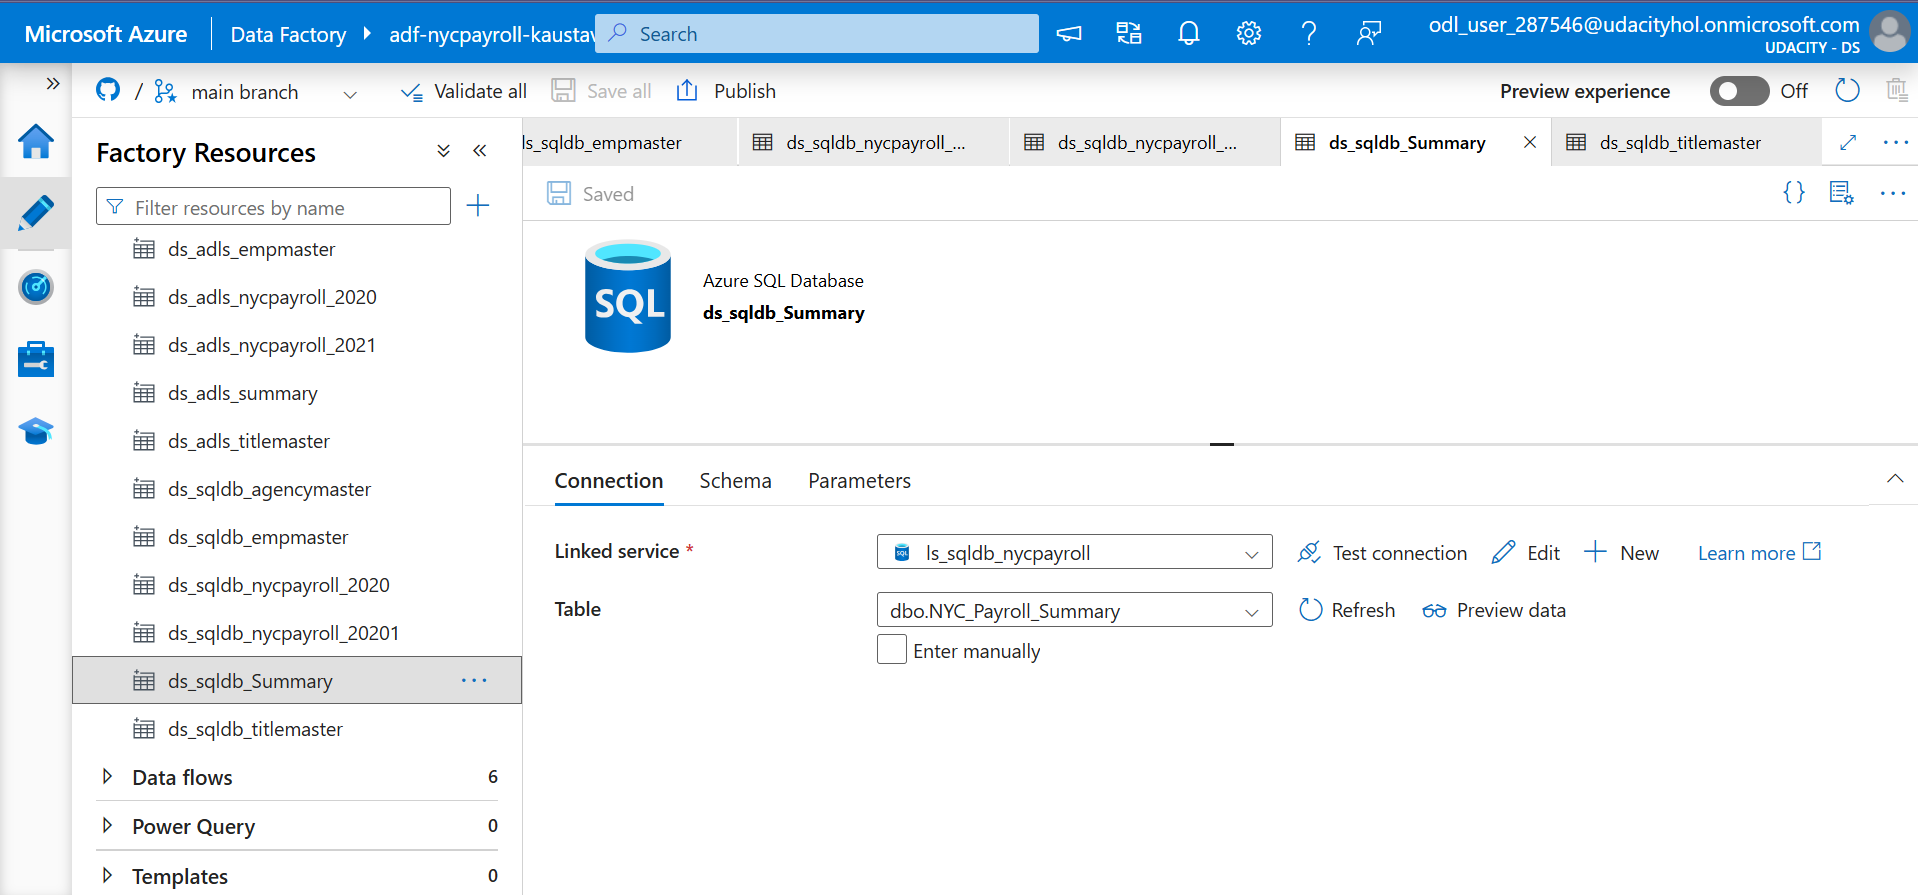 Microsoft Azure
Data Factory
adf-nycpayroll-kaustav
Search
odl_user_287546@udacityhol.onmicrosoft.com
UDACITY - DS
/
main branch
Validate all
Save all
Publish
Preview experience
Off
Factory Resources
Filter resources by name
ds_adls_empmaster
ds_adls_nycpayroll_2020
ds_adls_nycpayroll_2021
ds_adls_summary
ds_adls_titlemaster
ds_sqldb_agencymaster
ds_sqldb_empmaster
ds_sqldb_nycpayroll_2020
ds_sqldb_nycpayroll_20201
ds_sqldb_Summary
ds_sqldb_titlemaster
Data flows 6
Power Query 0
Templates 0
ds_sqldb_empmaster
ds_sqldb_nycpayroll_...
ds_sqldb_nycpayroll_...
ds_sqldb_Summary
ds_sqldb_titlemaster
Saved
{}
SQL
Azure SQL Database
ds_sqldb_Summary
Connection
Schema
Parameters
Linked service *
ls_sqldb_nycpayroll
Test connection
Edit
New
Learn more
Table
dbo.NYC_Payroll_Summary
Refresh
Preview data
Enter manually